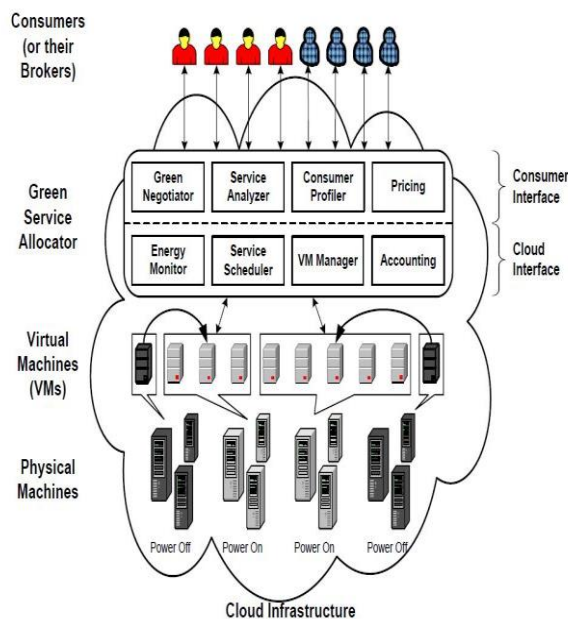 Consumers
(or their
Brokers)
Green
Negotiator
Service
Analyzer
Consumer
Profiler
Pricing
Consumer
Interface
Green
Service
Allocator
Energy
Monitor
Service
Scheduler
VM Manager
Accounting
Cloud
Interface
Virtual
Machines
(VMs)
Physical
Machines
Power Off
Power On
Power On
Power Off
Cloud Infrastructure